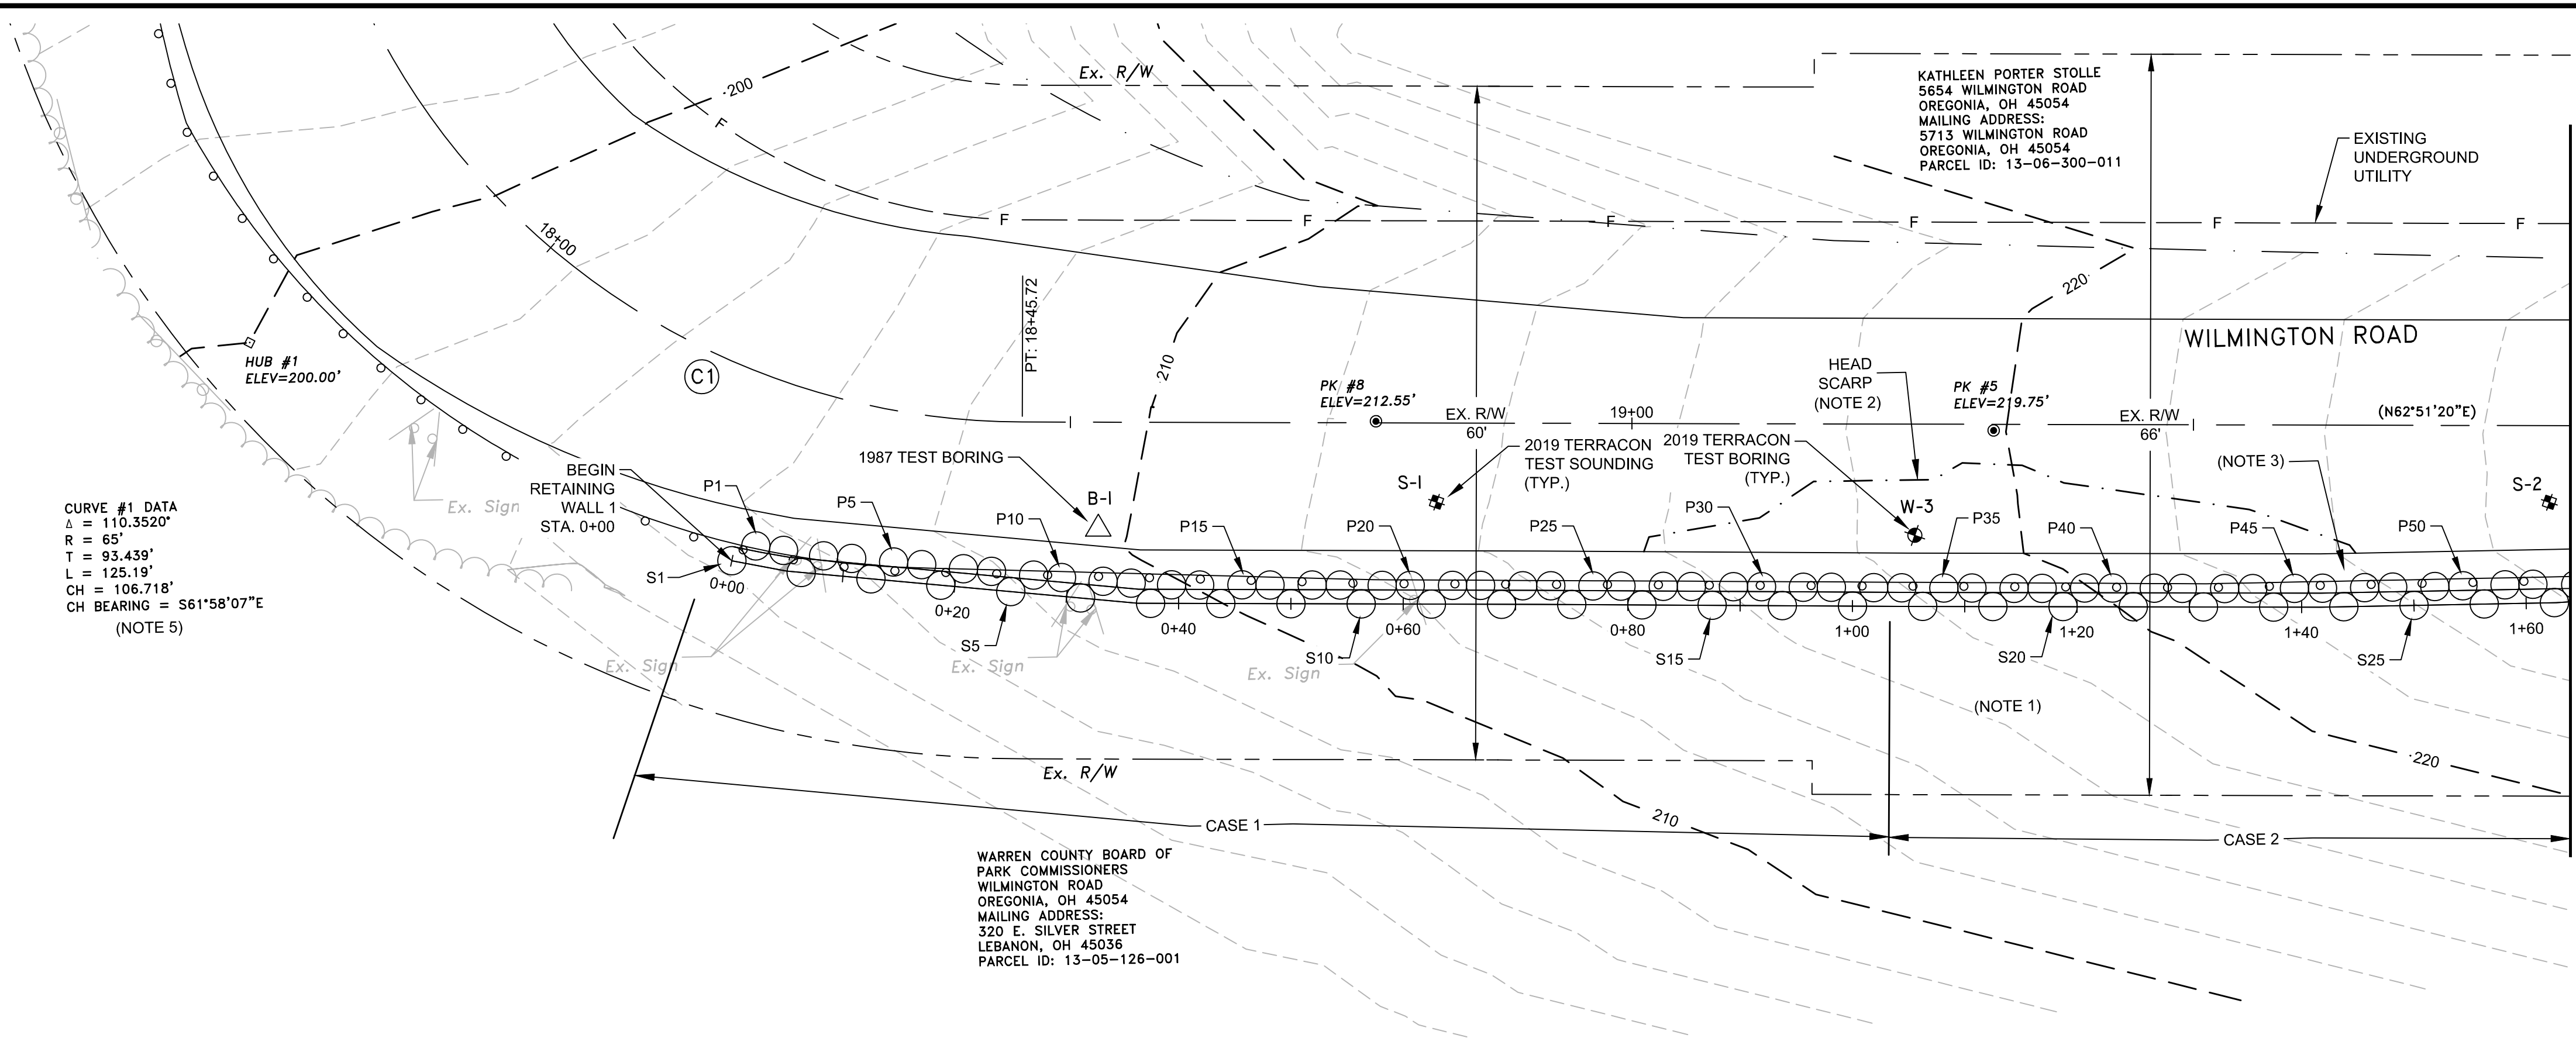 Ex. R/W
200
F
KATHLEEN PORTER STOLLE
5654 WILMINGTON ROAD
OREGONIA, OH 45054
MAILING ADDRESS:
5713 WILMINGTON ROAD
OREGONIA, OH 45054
PARCEL ID: 13-06-300-011
EXISTING
UNDERGROUND
UTILITY
F
F
F
F
F
F
18+00
220
PT: 18+45.72
WILMINGTON ROAD
HUB #1
ELEV=200.00'
C1
210
HEAD
SCARP
(NOTE 2)
PK #8
ELEV=212.55'
PK #5
ELEV=219.75'
EX. R/W
60'
19+00
EX. R/W
66'
(N62°51'20"E)
1987 TEST BORING
2019 TERRACON
TEST SOUNDING
(TYP.)
2019 TERRACON
TEST BORING
(TYP.)
(NOTE 3)
BEGIN
RETAINING
WALL 1
STA. 0+00
B-1
S-1
W-3
S-2
P1
P5
P10
P15
P20
P25
P30
P35
P40
P45
P50
CURVE #1 DATA
Δ = 110.3520°
R = 65'
T = 93.439'
L = 125.19'
CH = 106.718'
CH BEARING = S61°58'07"E
(NOTE 5)
Ex. Sign
S1
0+00
0+20
0+40
0+60
0+80
1+00
1+20
1+40
1+60
S5
S10
S15
S20
S25
Ex. Sign
Ex. Sign
Ex. Sign
(NOTE 1)
220
Ex. R/W
210
CASE 1
CASE 2
WARREN COUNTY BOARD OF
PARK COMMISSIONERS
WILMINGTON ROAD
OREGONIA, OH 45054
MAILING ADDRESS:
320 E. SILVER STREET
LEBANON, OH 45036
PARCEL ID: 13-05-126-001